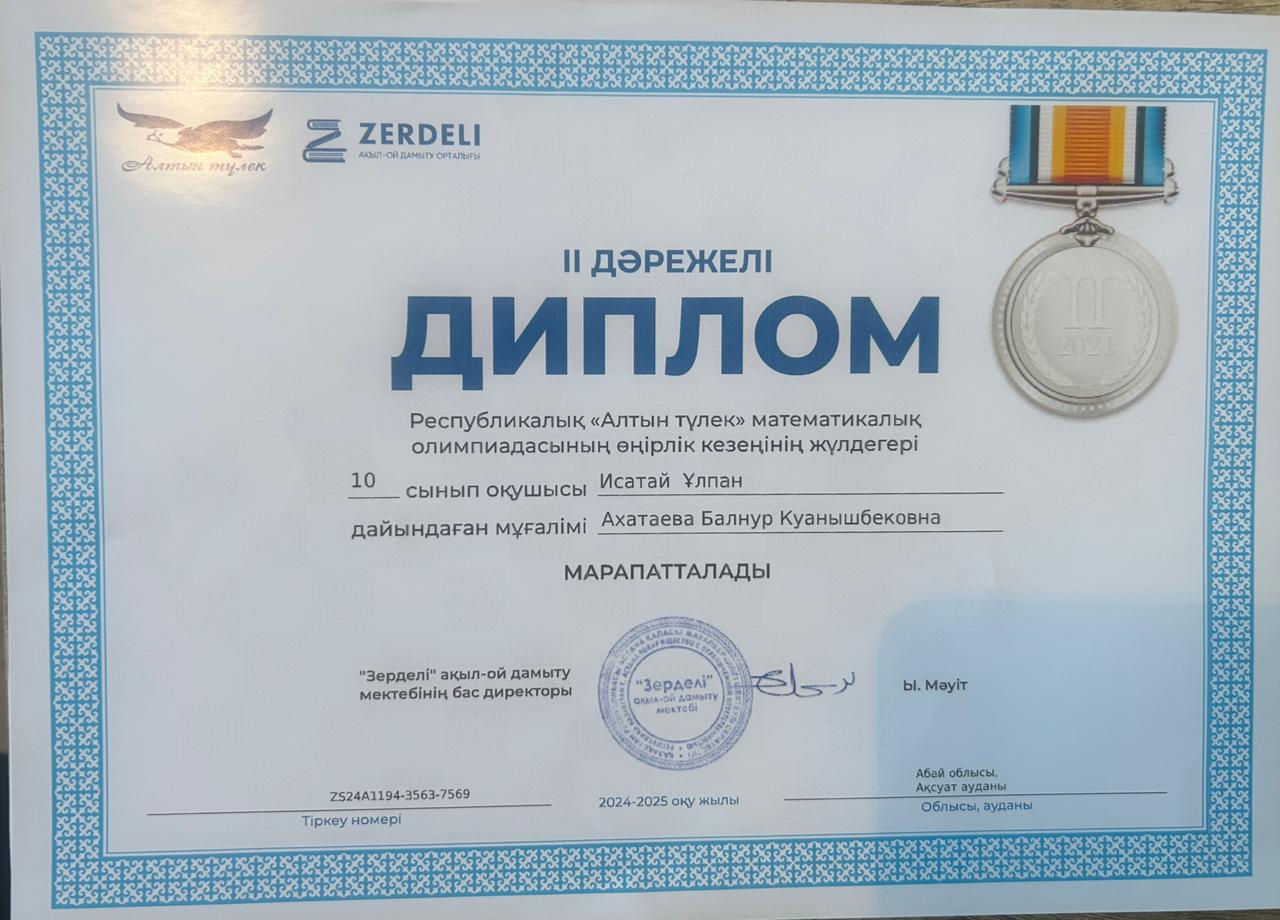 Алтын түлек
ZERDELI
АҚЫЛ-ОЙ ДАМЫТУ ОРТАЛЫҒЫ
II ДӘРЕЖЕЛІ
ДИПЛОМ
II
2024
Республикалық «Алтын түлек» математикалық
олимпиадасының өңірлік кезеңінің жүлдегері
10 сынып оқушысы Исатай Ұлпан
дайындаған мұғалімі Ахатаева Балнур Куанышбековна
МАРАПАТТАЛАДЫ
"Зерделі" ақыл-ой дамыту
мектебінің бас директоры
"Зерделі"
ақыл-ой дамыту
мектебі
Ы. Мәуіт
ZS24A1194-3563-7569
Тіркеу номері
2024-2025 оқу жылы
Абай облысы,
Ақсуат ауданы
Облысы, ауданы